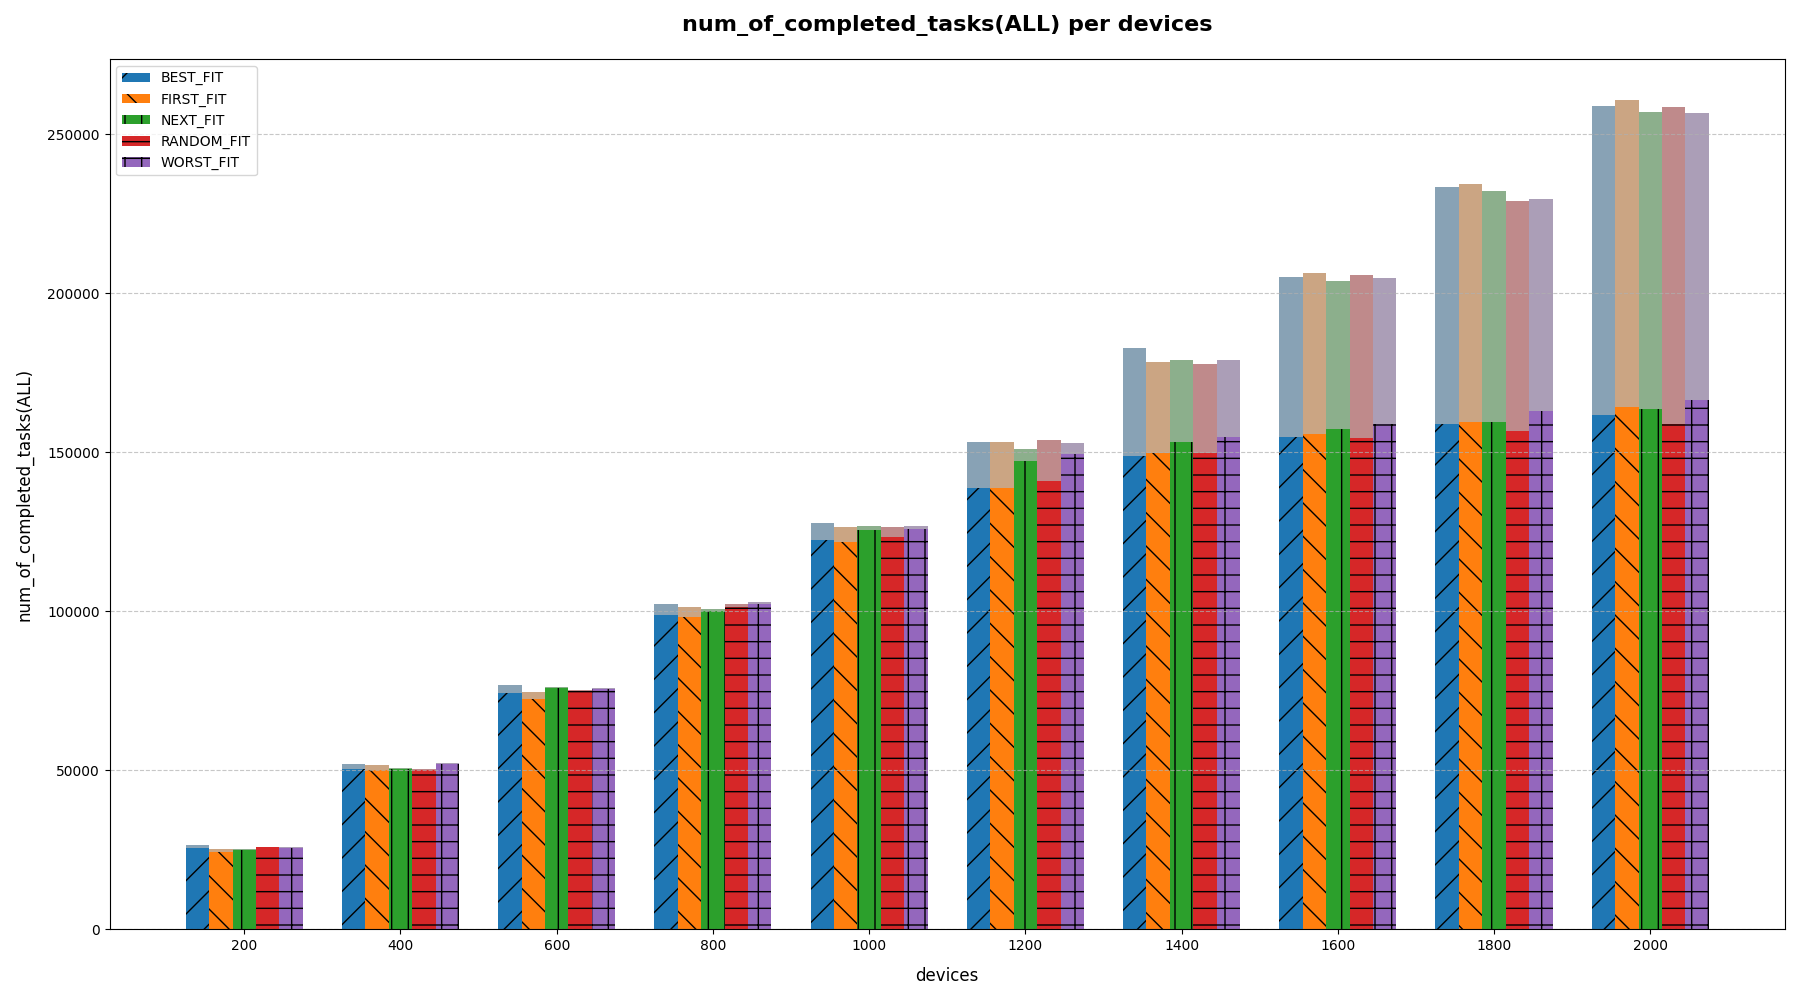 num_of_completed_tasks(ALL) per devices
BEST_FIT
FIRST_FIT
NEXT_FIT
RANDOM_FIT
WORST_FIT
num_of_completed_tasks(ALL)
250000
200000
150000
100000
50000
0
200 400 600 800 1000 1200 1400 1600 1800 2000
devices